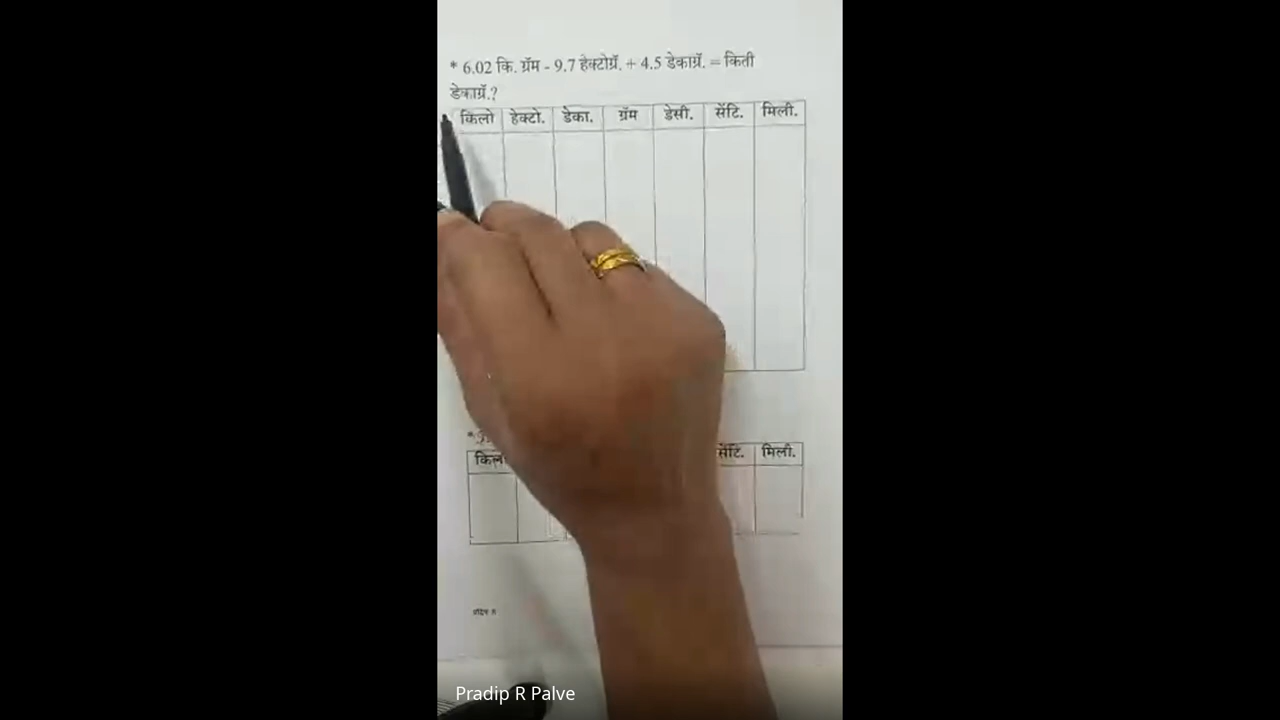 * 6.02 कि. ग्रॅम - 9.7 हेक्टोग्रॅ. + 4.5 डेकाग्रॅ. = किती
डेकाग्रॅ.?
किलो हेक्टो. डेका. ग्रॅम डेसी. सेंटि. मिली.
सेंटि. मिली.
Pradip R Palve